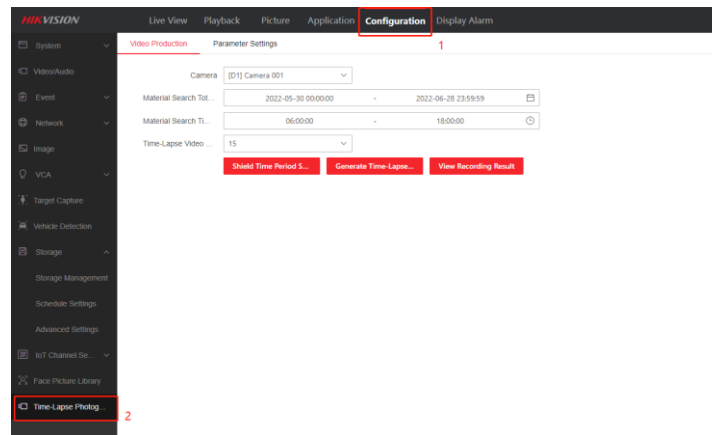 HIKVISION Live View Playback Picture Application Configuration Display Alarm
1
System
Video/Audio
Event
Network
Image
VCA
Target Capture
Vehicle Detection
Storage
Storage Management
Schedule Settings
Advanced Settings
IoT Channel Se...
Face Picture Library
Time-Lapse Photog...
2
Video Production Parameter Settings
Camera [D1] Camera 001
Material Search Tot... 2022-05-30 00:00:00 - 2022-06-28 23:59:59
Material Search Ti... 06:00:00 - 18:00:00
Time-Lapse Video ... 15
Shield Time Period S... Generate Time-Lapse... View Recording Result